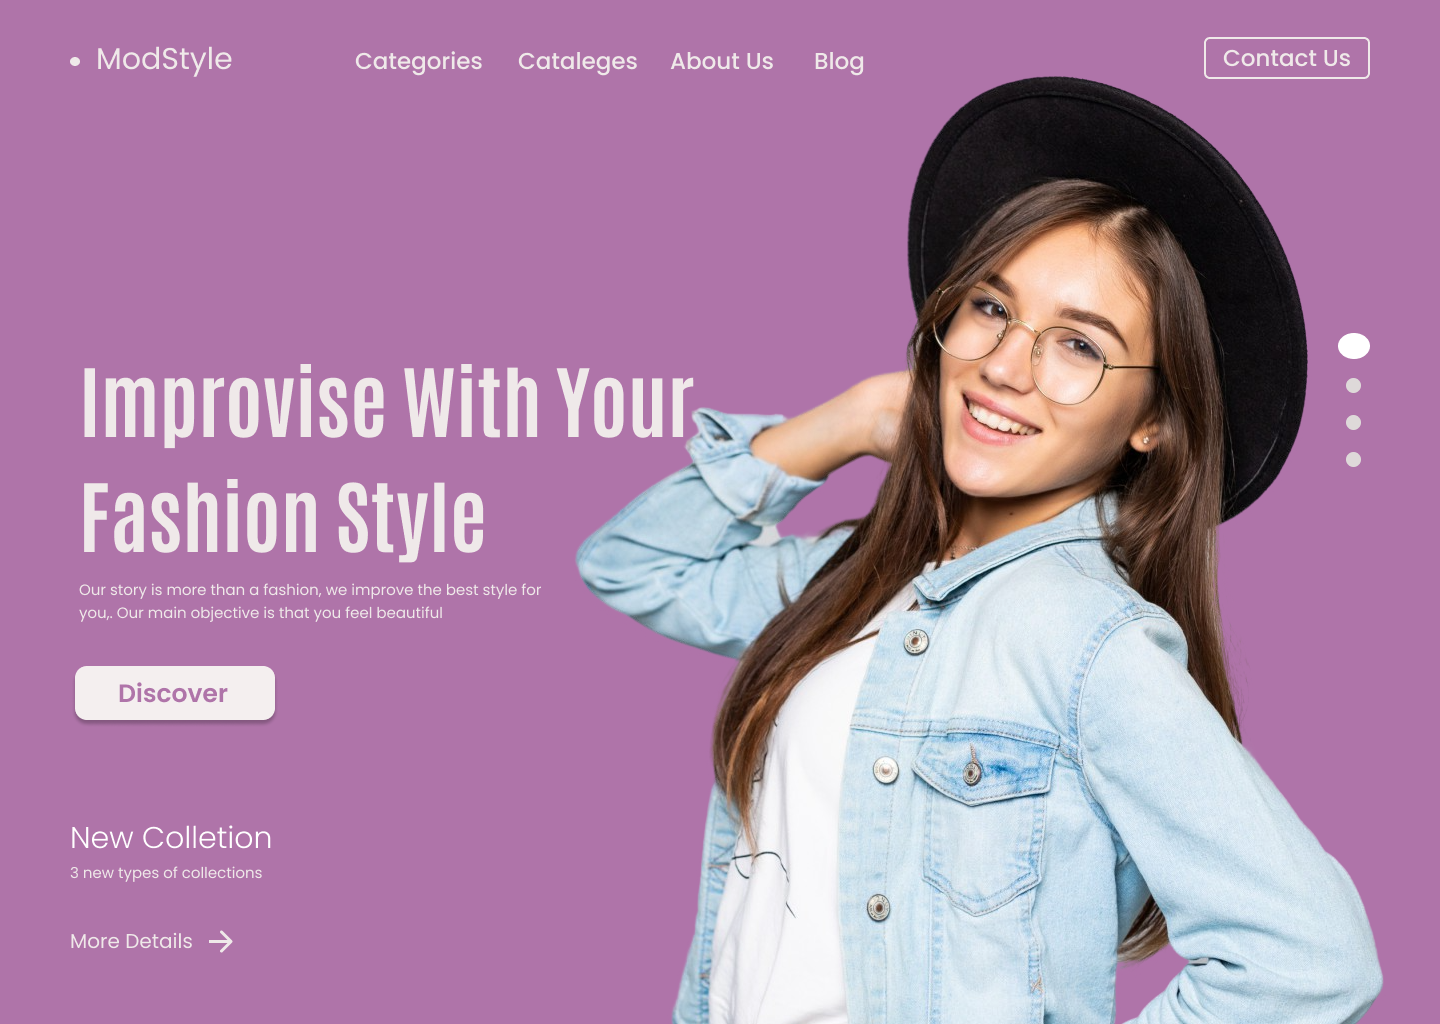 ModStyle
Categories
Cataleges
About Us
Blog
Contact Us
Improvise With Your
Fashion Style
Our story is more than a fashion, we improve the best style for
you,. Our main objective is that you feel beautiful
Discover
New Colletion
3 new types of collections
More Details